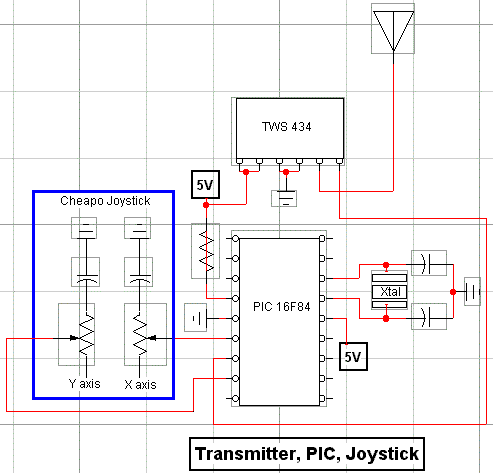 TWS 434
5V
Cheapo Joystick
PIC 16F84
Xtal
5V
Y axis
X axis
Transmitter, PIC, Joystick